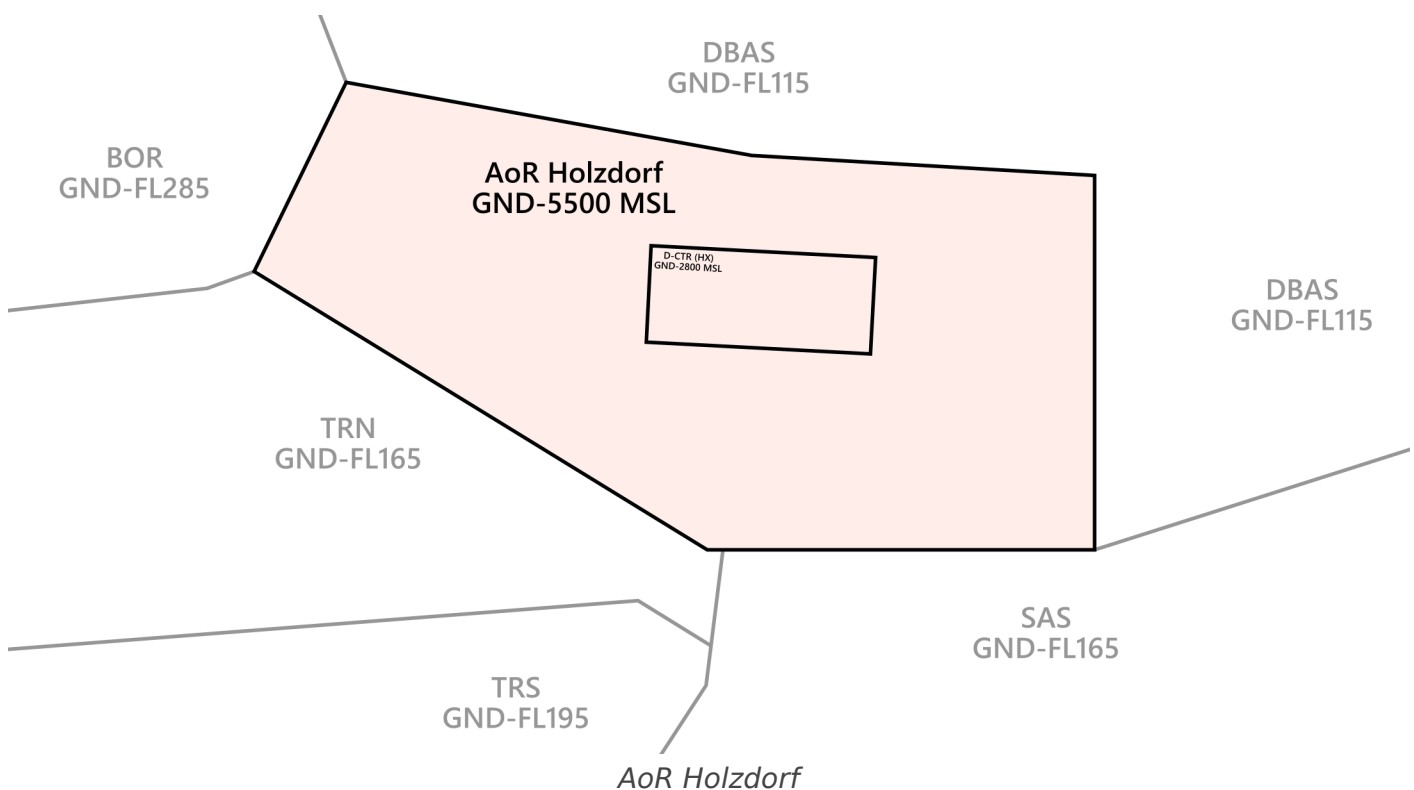 DBAS
GND-FL115
BOR
GND-FL285
AoR Holzdorf
GND-5500 MSL
D-CTR (HX)
GND-2800 MSL
DBAS
GND-FL115
TRN
GND-FL165
SAS
GND-FL165
TRS
GND-FL195
AoR Holzdorf